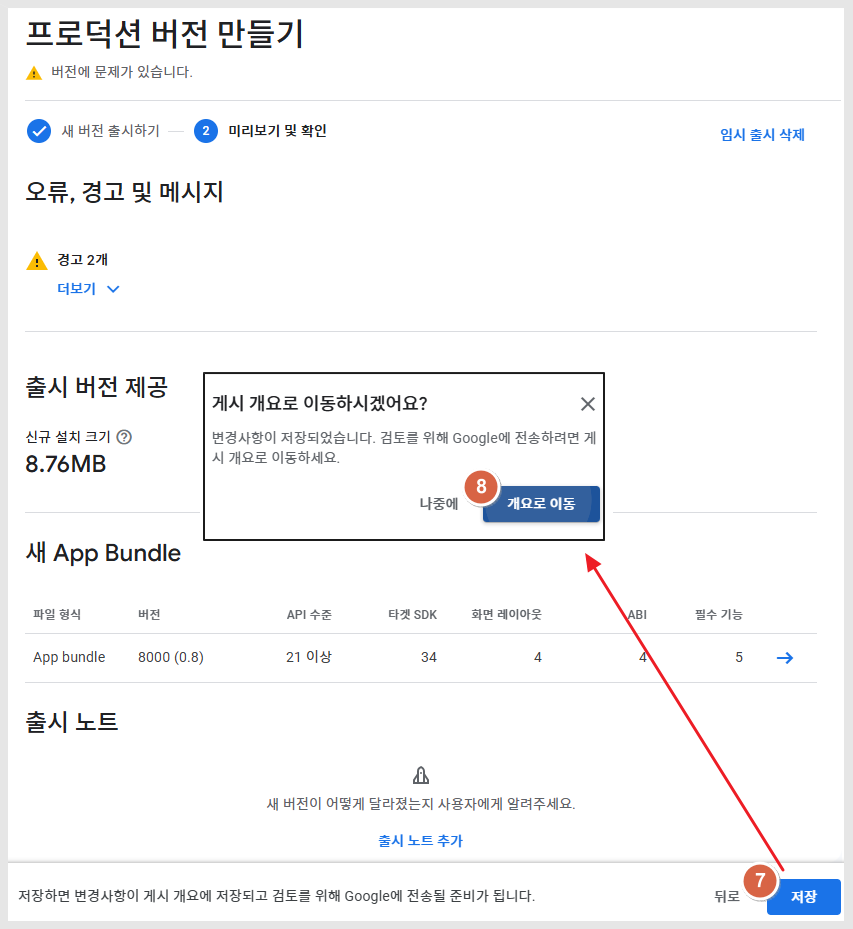 프로덕션 버전 만들기
버전에 문제가 있습니다.
새 버전 출시하기
2
미리보기 및 확인
임시 출시 삭제
오류, 경고 및 메시지
경고 2개
더보기
출시 버전 제공
신규 설치 크기
8.76MB
게시 개요로 이동하시겠어요?
변경사항이 저장되었습니다. 검토를 위해 Google에 전송하려면 게
시 개요로 이동하세요.
나중에
8
개요로 이동
새 App Bundle
파일 형식 버전 API 수준 타겟 SDK 화면 레이아웃 ABI 필수 기능
App bundle 8000 (0.8) 21 이상 34 4 4 5
출시 노트
새 버전이 어떻게 달라졌는지 사용자에게 알려주세요.
출시 노트 추가
저장하면 변경사항이 게시 개요에 저장되고 검토를 위해 Google에 전송될 준비가 됩니다.
뒤로
7
저장